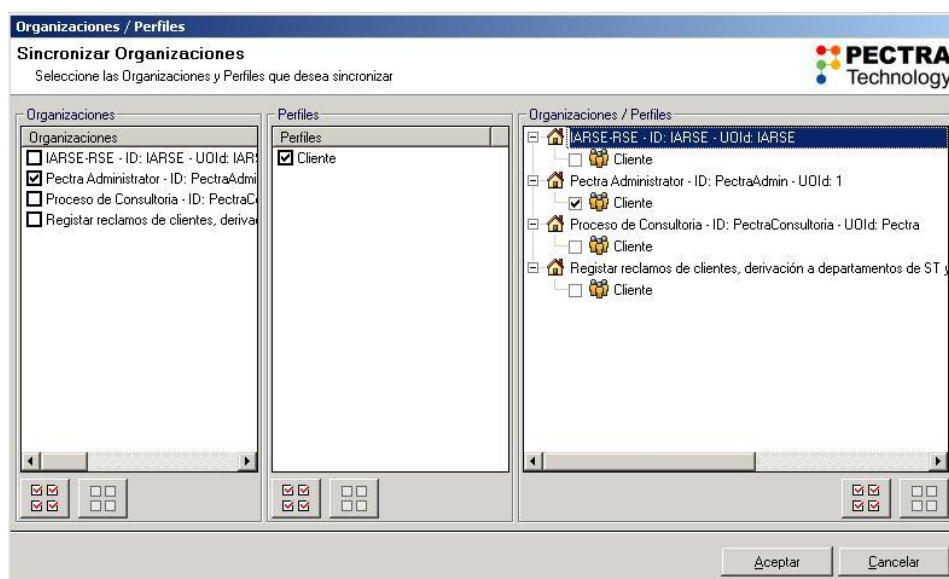 Organizaciones / Perfiles
Sincronizar Organizaciones
Seleccione las Organizaciones y Perfiles que desea sincronizar
PECTRA
Technology
Organizaciones
Organizaciones
IARSE-RSE - ID: IARSE - UOId: IAR
Pectra Administrator - ID: PectraAdmi
Proceso de Consultoria - ID: PectraC
Registar reclamos de clientes, deriva
Perfiles
Perfiles
Cliente
Organizaciones / Perfiles
IARSE-RSE - ID: IARSE - UOId: IARSE
Cliente
Pectra Administrator - ID: PectraAdmin - UOId: 1
Cliente
Proceso de Consultoria - ID: PectraConsultoria - UOId: Pectra
Cliente
Registar reclamos de clientes, derivación a departamentos de ST y
Cliente
Aceptar
Cancelar